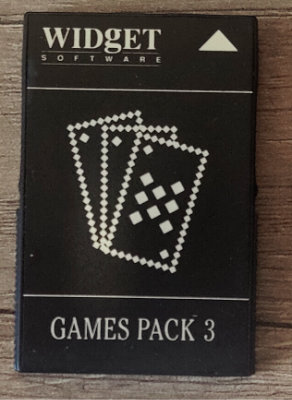 WIDgET
SOFTWARE
GAMES PACK 3